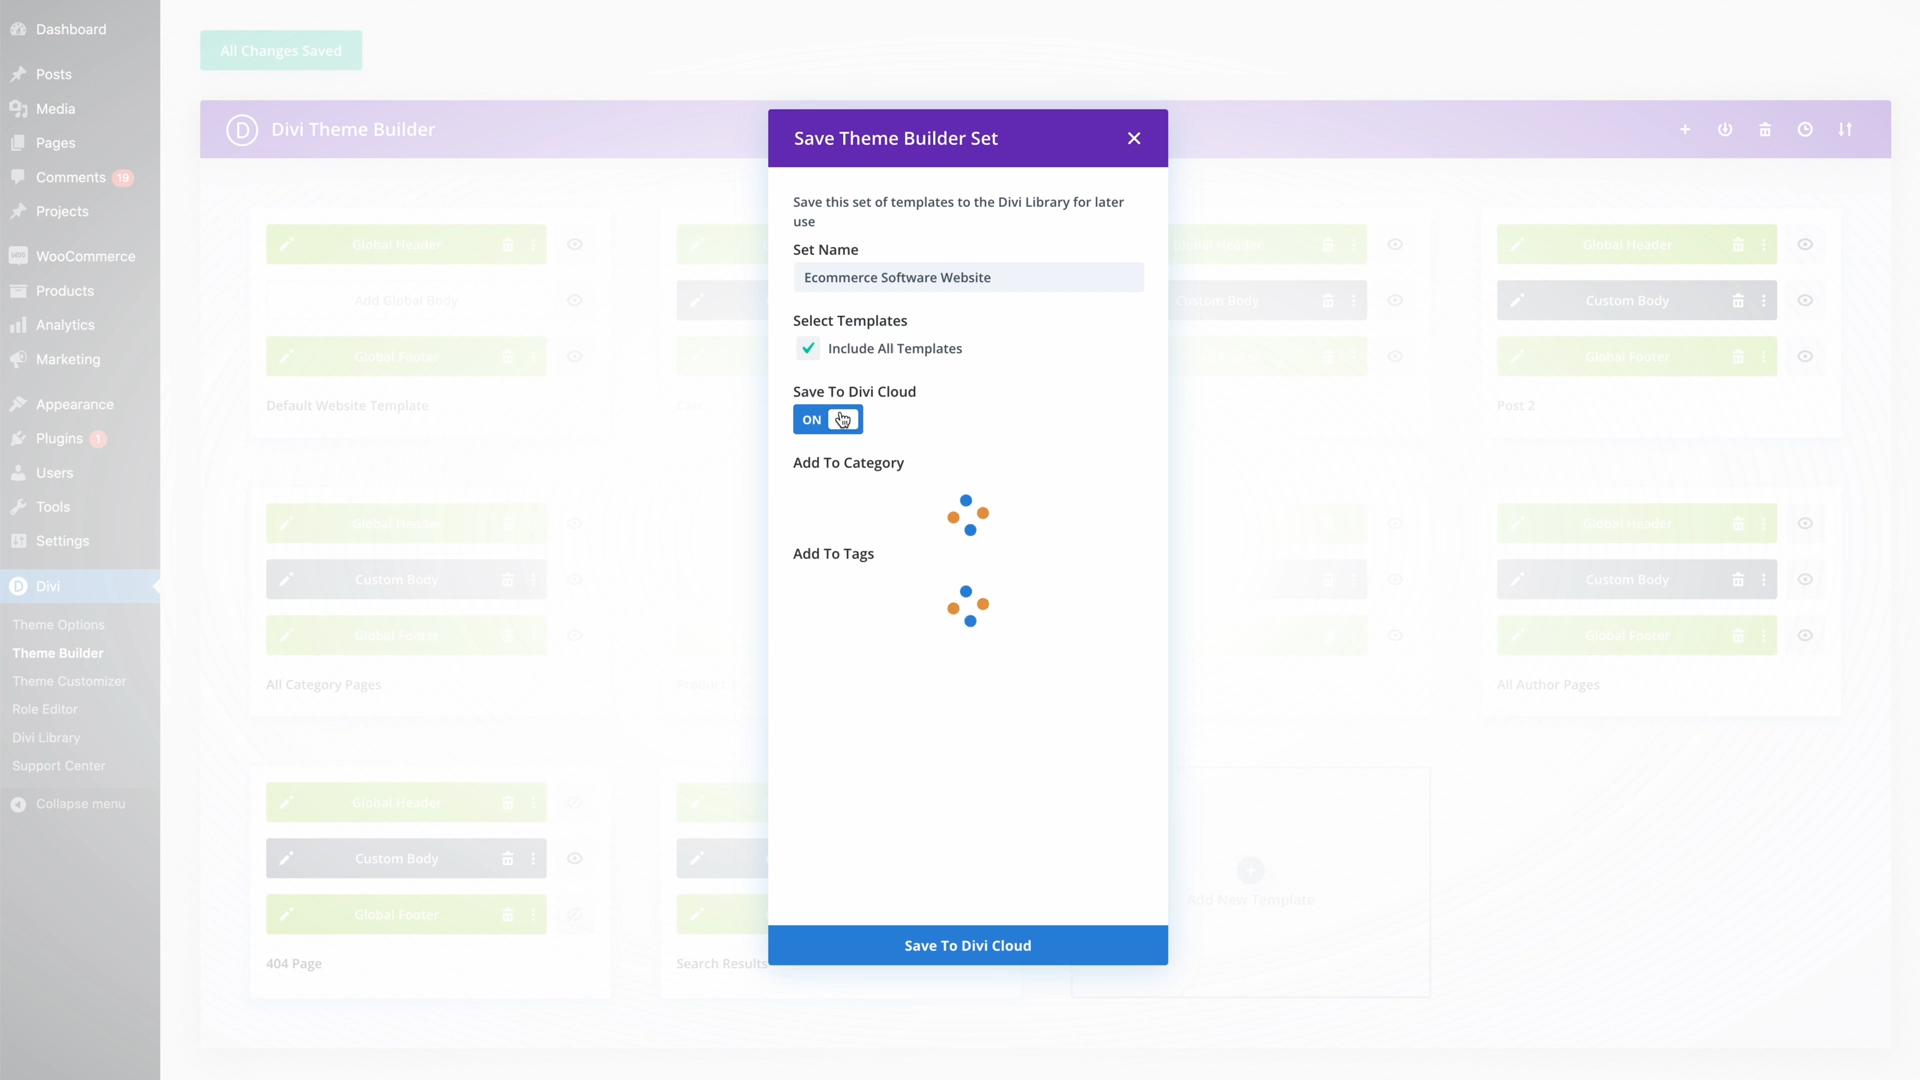 Dashboard
Posts
Media
Pages
Comments 19
Projects
WooCommerce
Products
Analytics
Marketing
Appearance
Plugins 1
Users
Tools
Settings
Divi
Theme Options
Theme Builder
Theme Customizer
Role Editor
Divi Library
Support Center
Collapse menu
All Changes Saved
Divi Theme Builder
Global Header
Add Global Body
Global Footer
Default Website Template
Global Header
Custom Body
Global Header
Custom Body
Global Footer
Post 2
Global Header
Custom Body
Global Footer
All Category Pages
Product
Global Header
Custom Body
Global Footer
All Author Pages
Global Header
Custom Body
Global Footer
404 Page
Search Results
Add New Template
Save Theme Builder Set
Save this set of templates to the Divi Library for later
use
Set Name
Ecommerce Software Website
Select Templates
Include All Templates
Save To Divi Cloud
ON
Add To Category
Add To Tags
Save To Divi Cloud